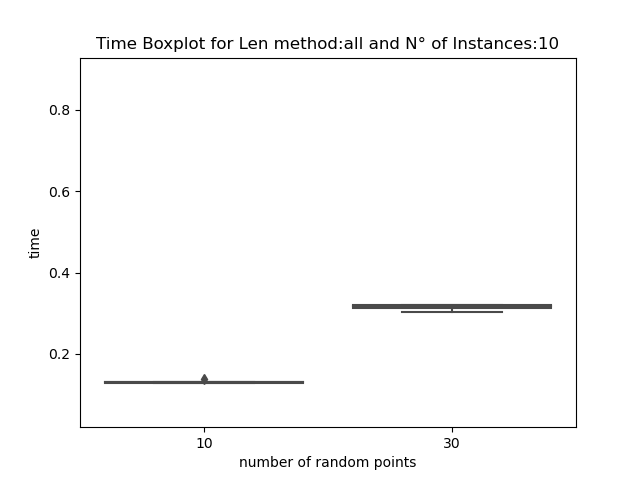 Time Boxplot for Len method:all and N° of Instances:10
0.8
0.6
0.4
0.2
time
10
30
number of random points